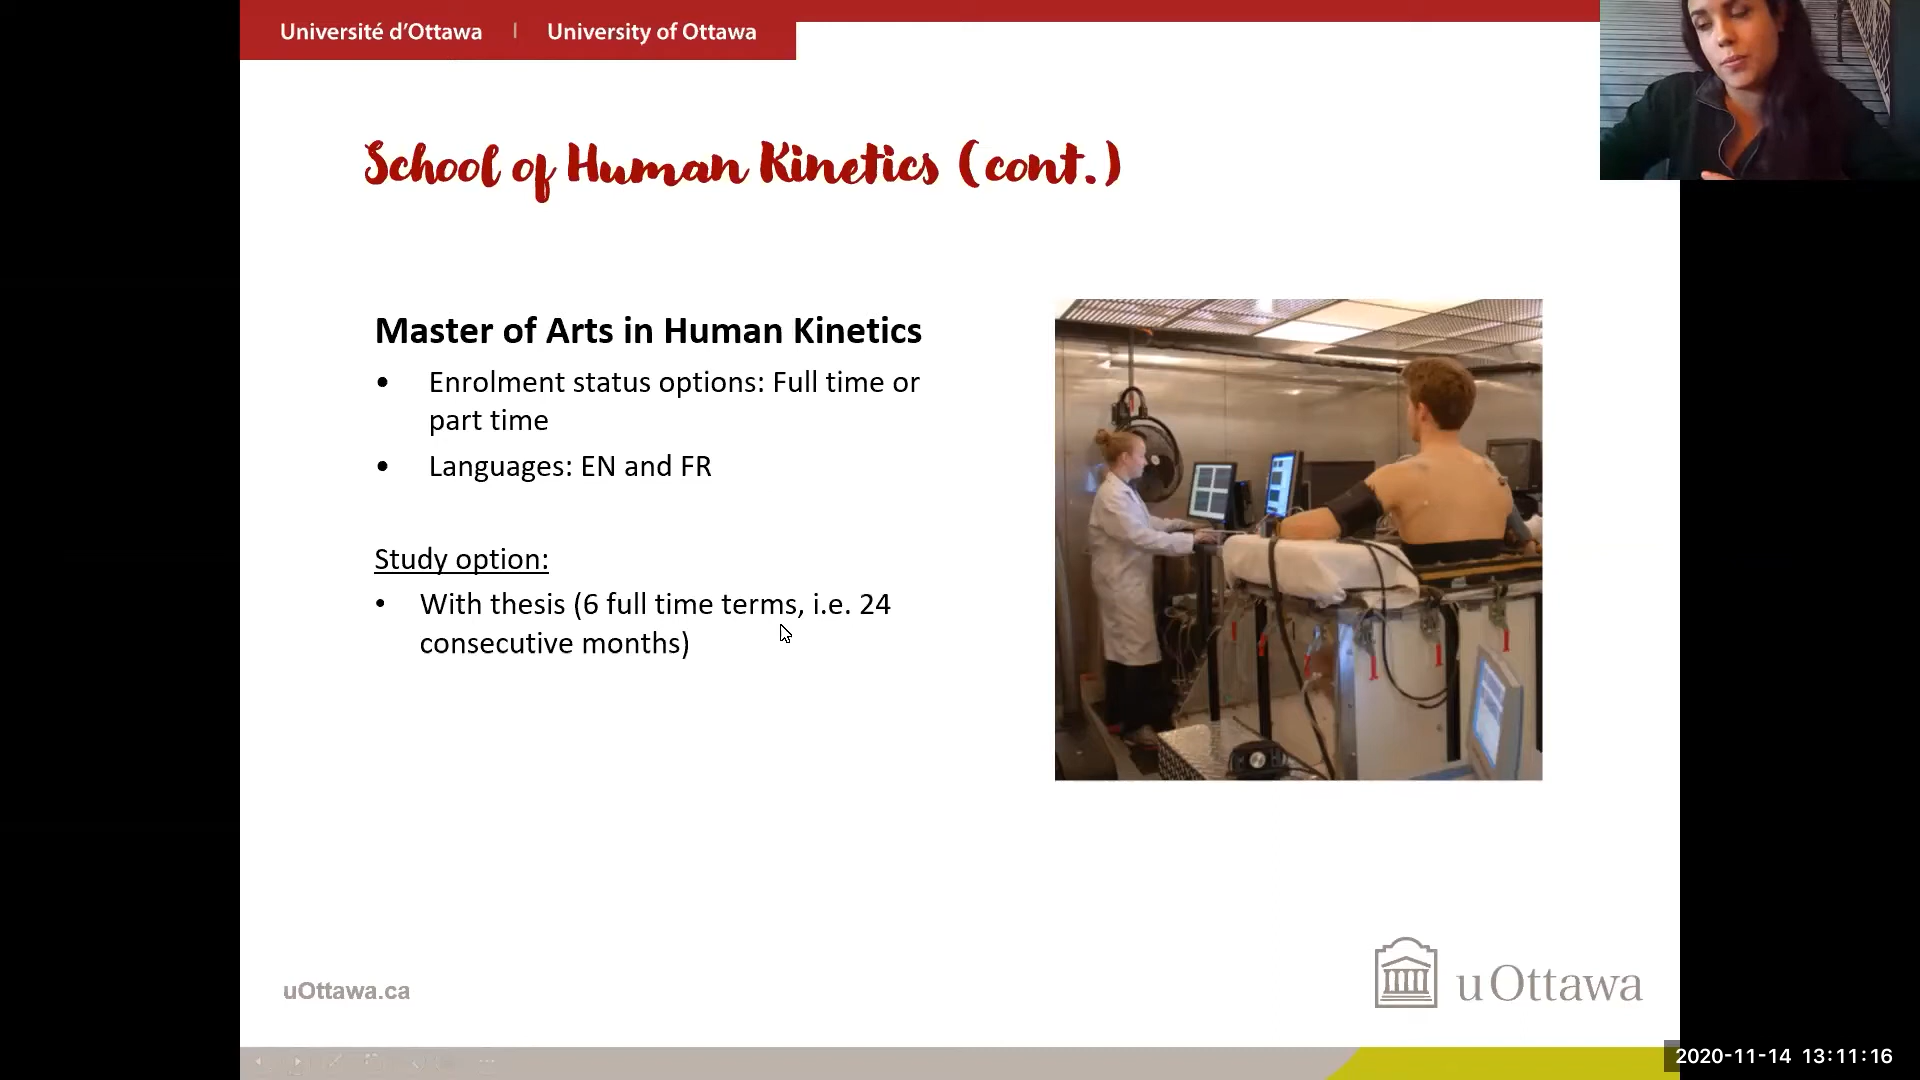 Université d'Ottawa | University of Ottawa
School of Human Kinetics (cont.)
Master of Arts in Human Kinetics
• Enrolment status options: Full time or
part time
• Languages: EN and FR
Study option:
• With thesis (6 full time terms, i.e. 24
consecutive months)
uOttawa.ca
uOttawa
2020-11-14 13:11:16